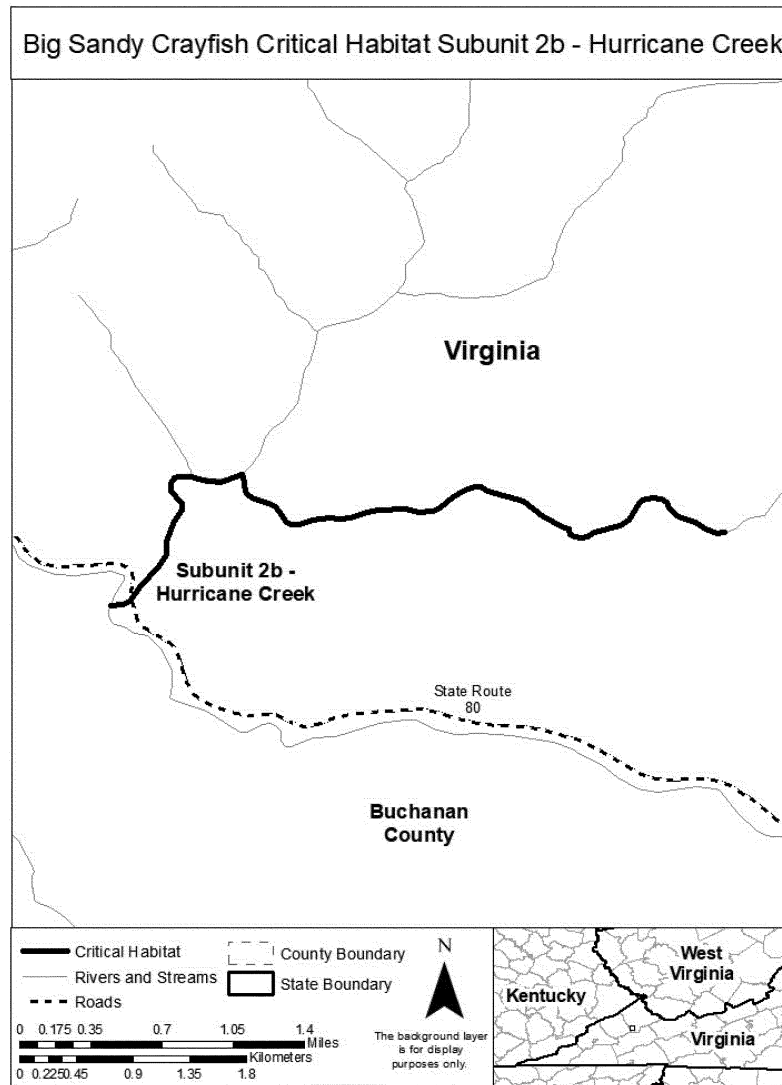 Big Sandy Crayfish Critical Habitat Subunit 2b - Hurricane Creek
Virginia
Subunit 2b -
Hurricane Creek
State Route
80
Buchanan
County
Critical Habitat
Rivers and Streams
Roads
County Boundary
State Boundary
N
The background layer
is for display
purposes only.
0 0.175 0.35 0.7 1.05 1.4
Miles
Kilometers
0 0.225 0.45 0.9 1.35 1.8
West
Virginia
Kentucky
Virginia